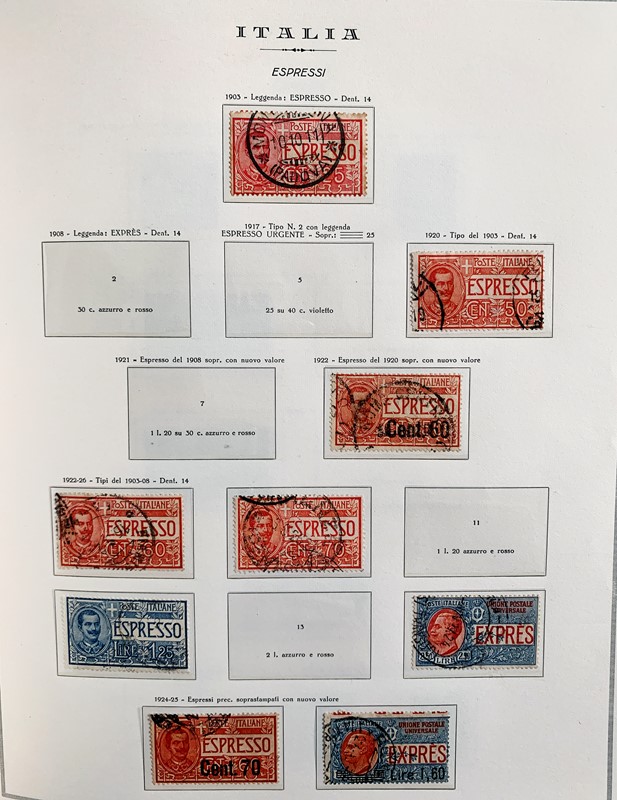 ITALIA
ESPRESSI
1903 - Leggenda: ESPRESSO - Dent. 14
POSTE ITALIANE
ESPRESSO
25
(PADOVA)
1908 - Leggenda: EXPRÈS - Dent. 14
1917 - Tipo N. 2 con leggenda
ESPRESSO URGENTE - Sopr.: 25
1920 - Tipo del 1903 - Dent. 14
2
30 c. azzurro e rosso
5
25 su 40 c. violetto
POSTE ITALIANE
ESPRESSO
CENT. 50
1921 - Espresso del 1908 sopr. con nuovo valore
1922 - Espresso del 1920 sopr. con nuovo valore
7
1 l. 20 su 30 c. azzurro e rosso
ESPRESSO
Cent. 60
1922-26 - Tipi del 1903-08 - Dent. 14
POSTE ITALIANE
ESPRESSO
CENT. 60
POSTE ITALIANE
ESPRESSO
CENT. 70
11
1 l. 20 azzurro e rosso
POSTE ITALIANE
ESPRESSO
LIRE 1,25
13
2 l. azzurro e rosso
POSTE ITALIANE
UNIONE POSTALE
UNIVERSALE
EXPRES
LIRE
1924-25 - Espressi prec. soprastampati con nuovo valore
ESPRESSO
Cent. 70
UNIONE POSTALE
UNIVERSALE
EXPRES
Lire 1,60